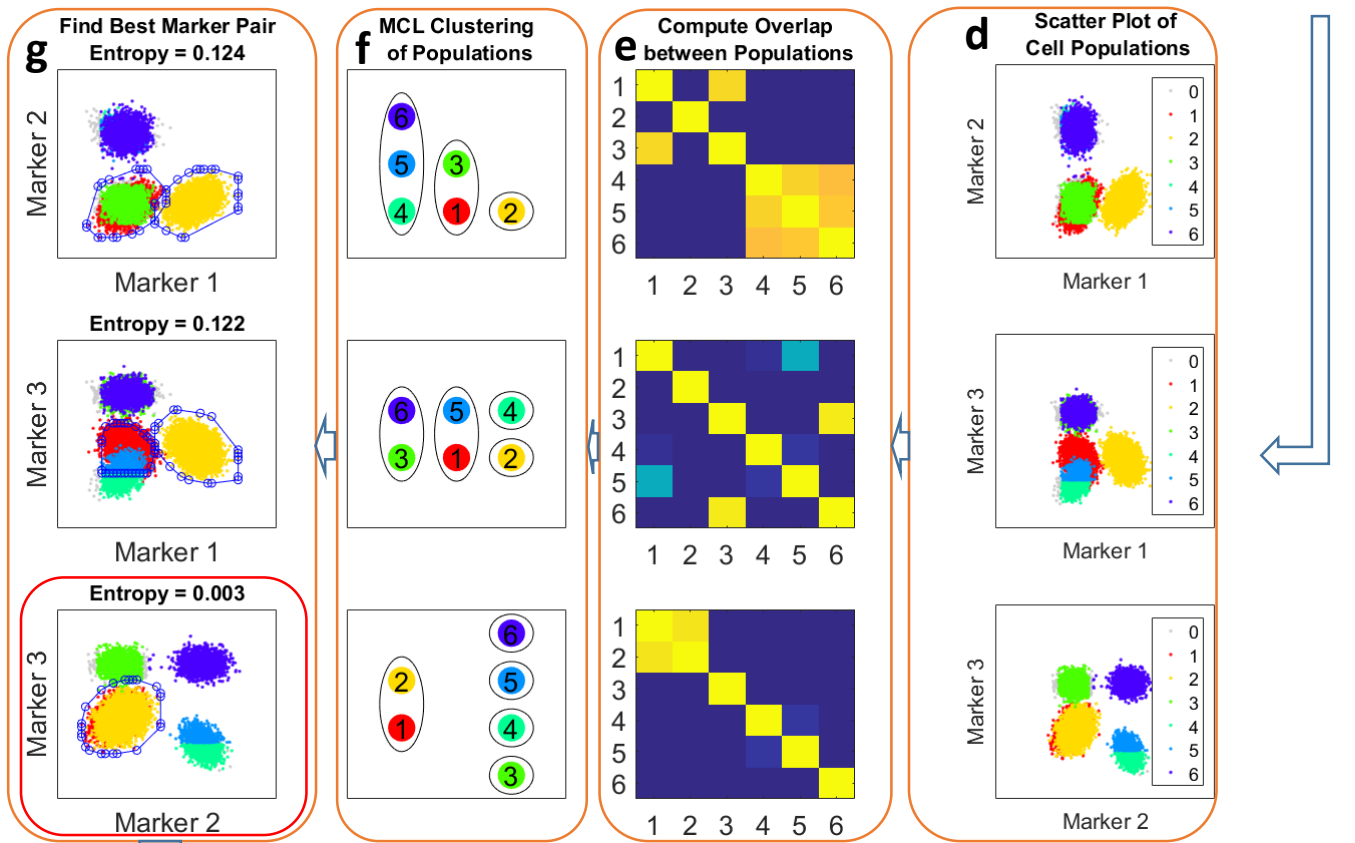 g
Find Best Marker Pair
Entropy = 0.124
Marker 2
Marker 1
Entropy = 0.122
Marker 3
Marker 1
Entropy = 0.003
Marker 3
Marker 2
f
MCL Clustering
of Populations
6
5 3
4 1 2
6 5 4
3 1 2
6
2 5
1 4
3
e
Compute Overlap
between Populations
1
2
3
4
5
6
1 2 3 4 5 6
1
2
3
4
5
6
1 2 3 4 5 6
1
2
3
4
5
6
1 2 3 4 5 6
d
Scatter Plot of
Cell Populations
Marker 2
0
1
2
3
4
5
6
Marker 1
Marker 3
0
1
2
3
4
5
6
Marker 1
Marker 3
0
1
2
3
4
5
6
Marker 2